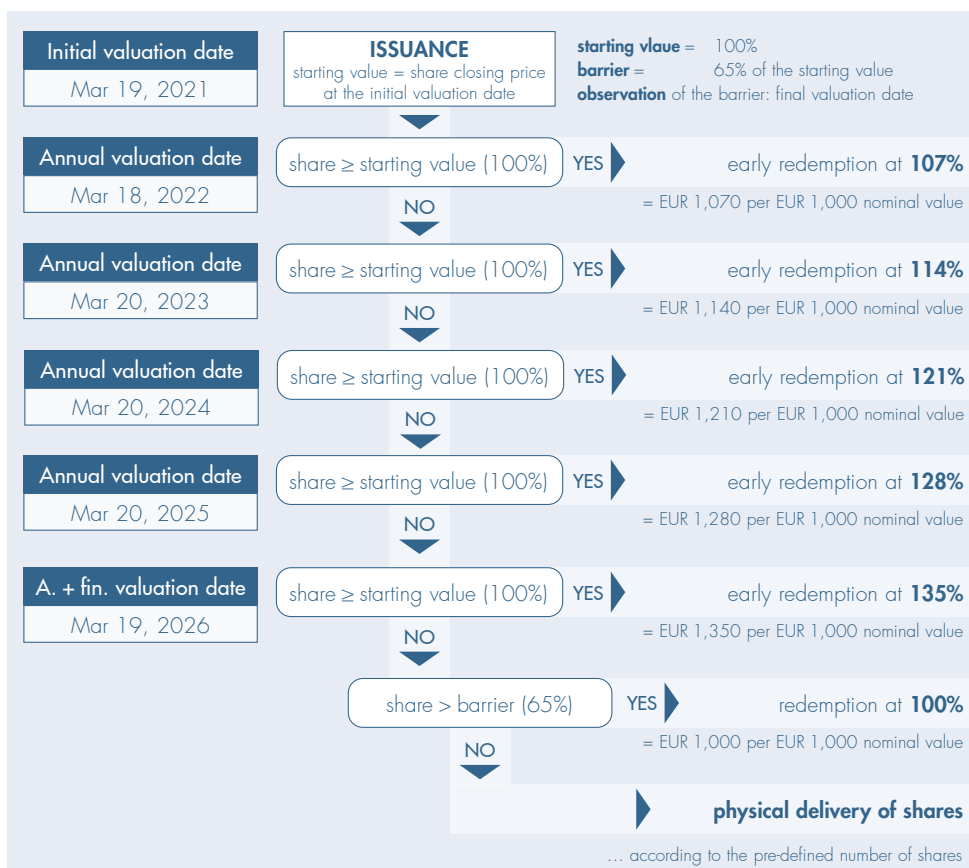 Initial valuation date
Mar 19, 2021
ISSUANCE
starting value = share closing price
at the initial valuation date
starting vlaue = 100%
barrier = 65% of the starting value
observation of the barrier: final valuation date
Annual valuation date
Mar 18, 2022
share ≥ starting value (100%)
YES
early redemption at 107%
= EUR 1,070 per EUR 1,000 nominal value
NO
Annual valuation date
Mar 20, 2023
share ≥ starting value (100%)
YES
early redemption at 114%
= EUR 1,140 per EUR 1,000 nominal value
NO
Annual valuation date
Mar 20, 2024
share ≥ starting value (100%)
YES
early redemption at 121%
= EUR 1,210 per EUR 1,000 nominal value
NO
Annual valuation date
Mar 20, 2025
share ≥ starting value (100%)
YES
early redemption at 128%
= EUR 1,280 per EUR 1,000 nominal value
NO
A. + fin. valuation date
Mar 19, 2026
share ≥ starting value (100%)
YES
early redemption at 135%
= EUR 1,350 per EUR 1,000 nominal value
NO
share > barrier (65%)
YES
redemption at 100%
= EUR 1,000 per EUR 1,000 nominal value
NO
physical delivery of shares
... according to the pre-defined number of shares